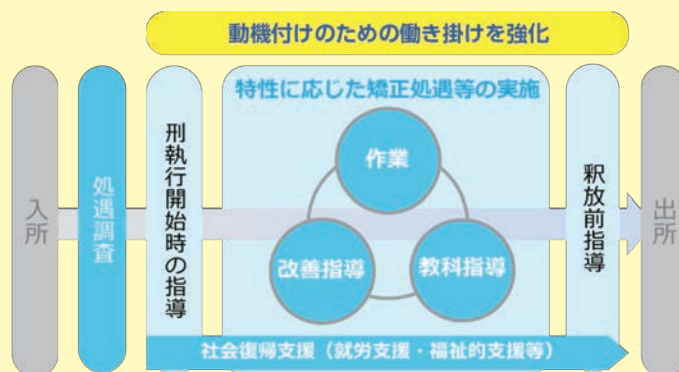 動機付けのための働き掛けを強化
入所
処遇調査
刑執行開始時の指導
特性に応じた矯正処遇等の実施
作業
改善指導
教科指導
釈放前指導
出所
社会復帰支援（就労支援・福祉的支援等）